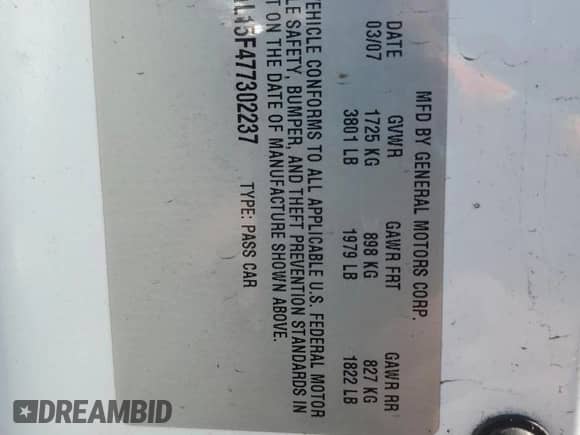 MFD BY GENERAL MOTORS CORP.
DATE GVWR GAWR FRT GAWR RR
03/07 1725 KG 898 KG 827 KG
3801 LB 1979 LB 1822 LB
VEHICLE CONFORMS TO ALL APPLICABLE U.S. FEDERAL MOTOR
LE SAFETY, BUMPER, AND THEFT PREVENTION STANDARDS IN
T ON THE DATE OF MANUFACTURE SHOWN ABOVE.
AL15F477302237 TYPE: PASS CAR
DREAMBID